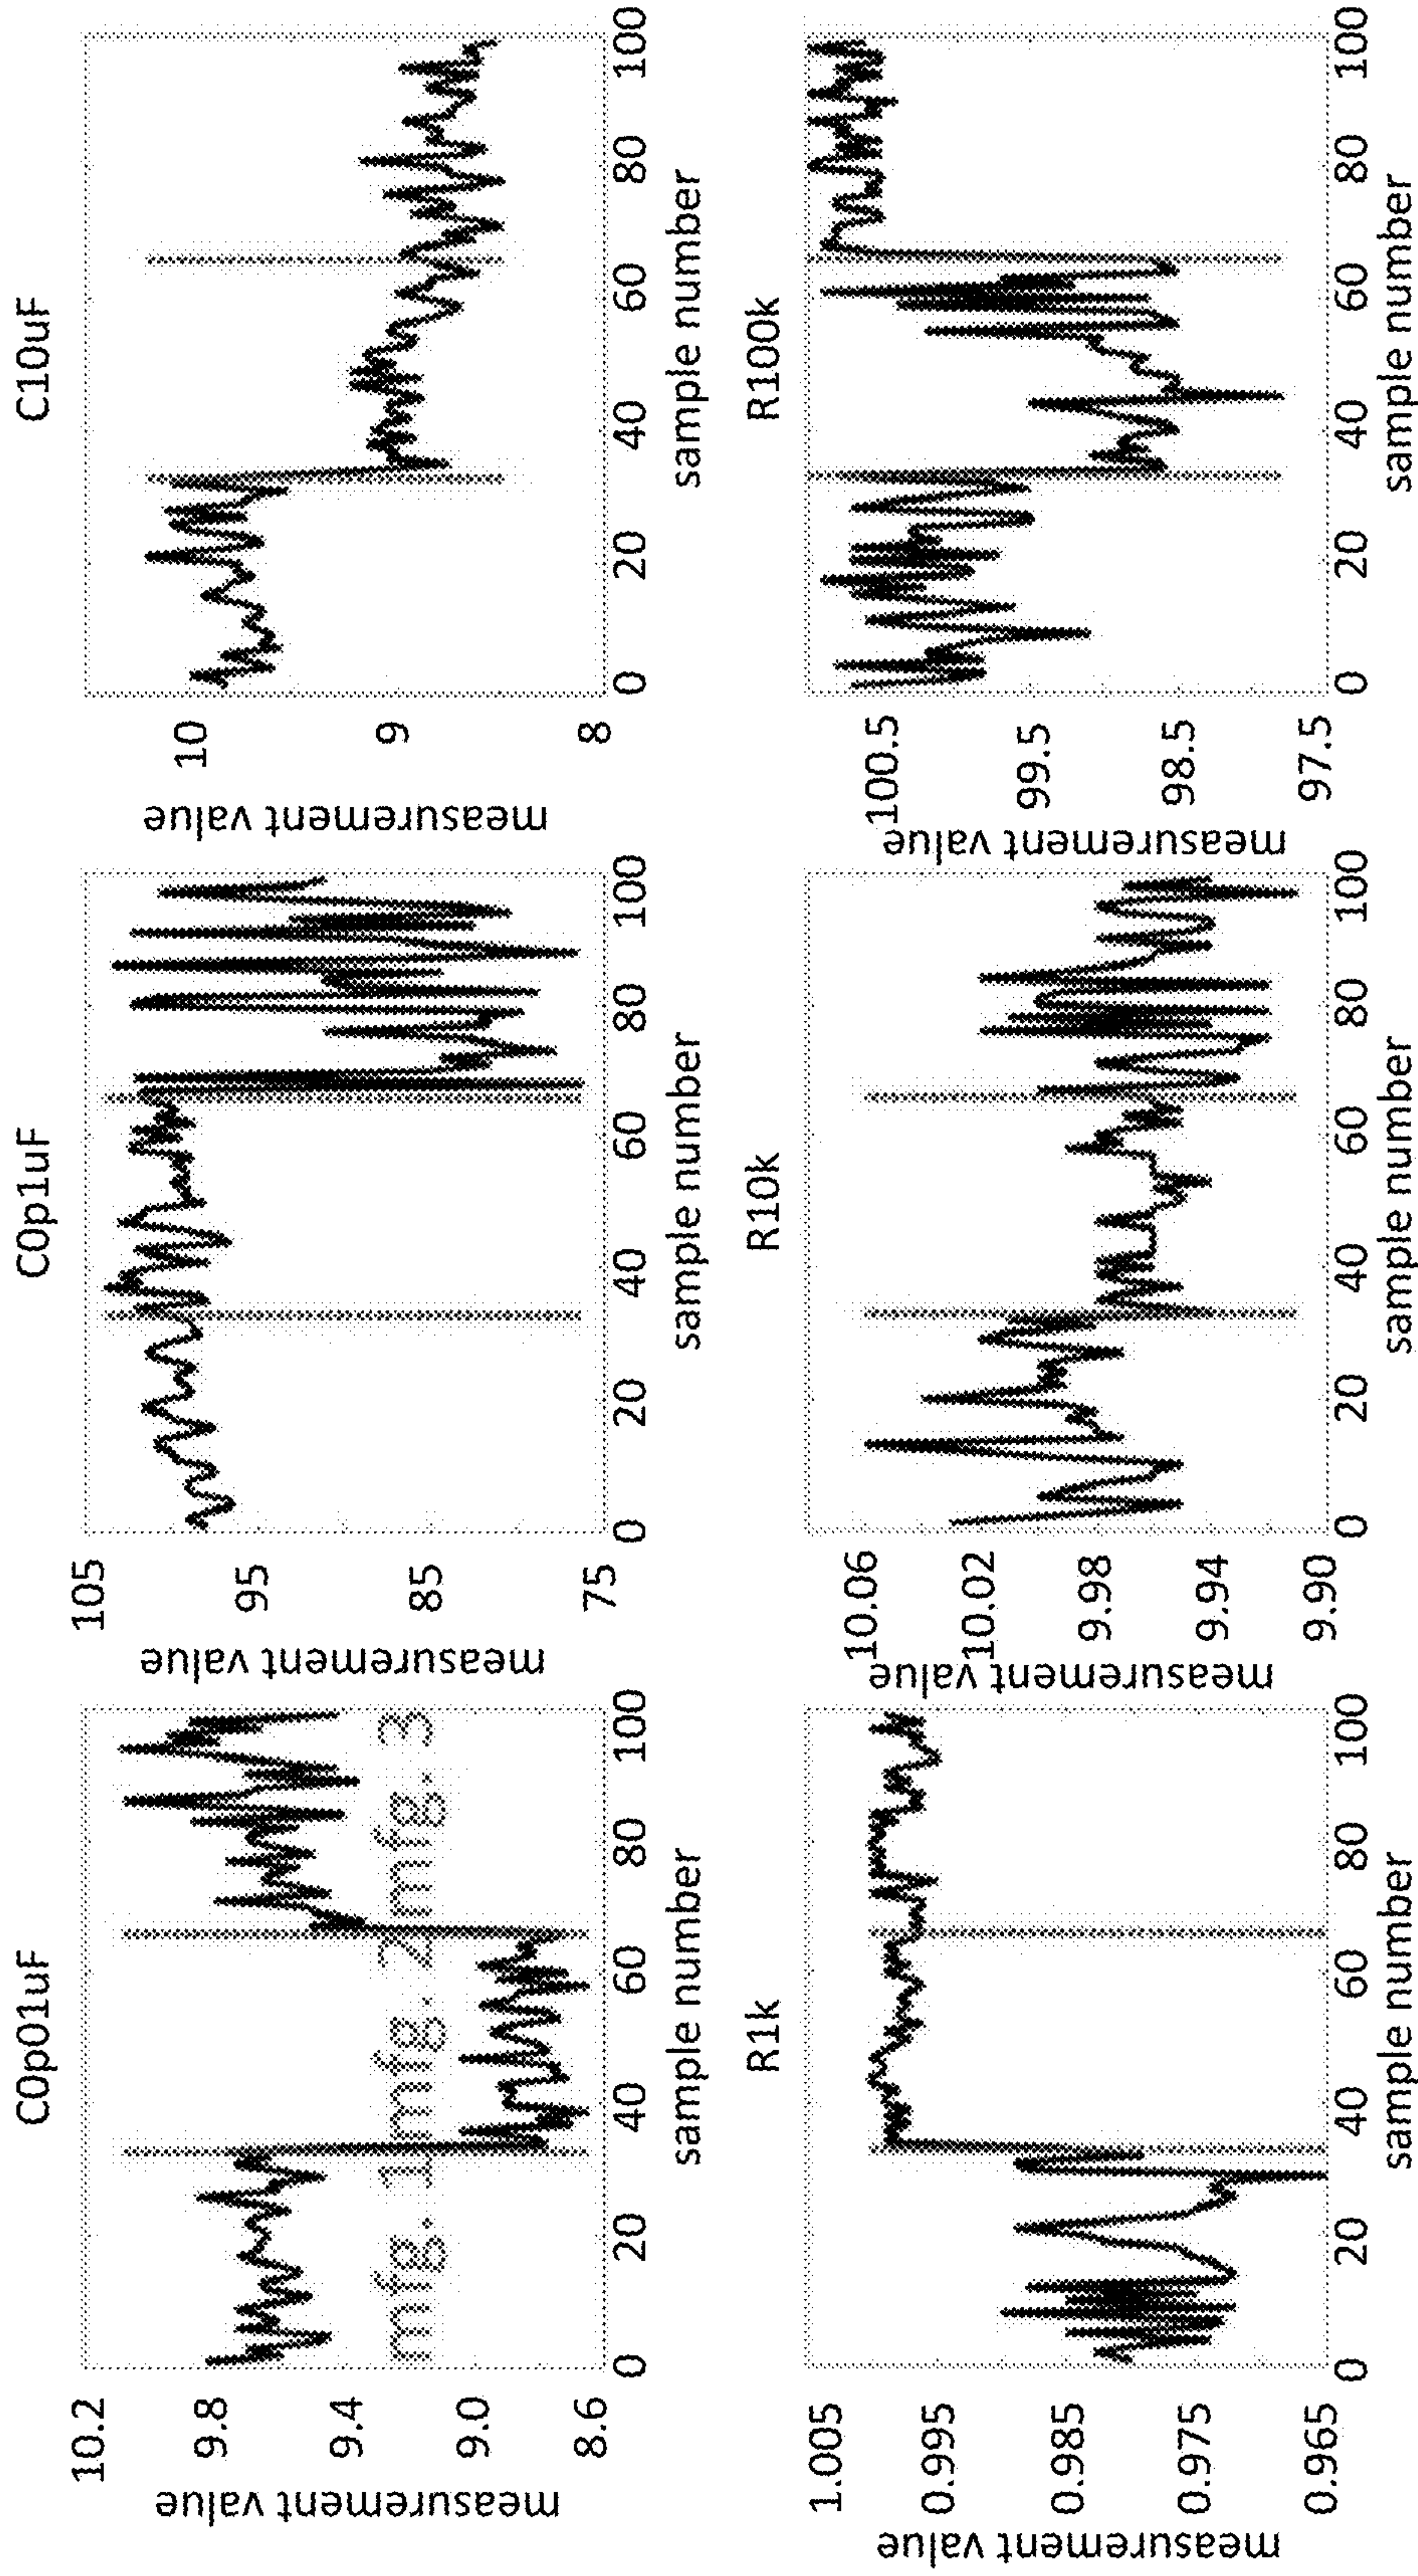 C0p01uF
measurement value
10.2
9.8
9.4
9.0
8.6
mfg. 1 mfg. 2 mfg. 3
0 20 40 60 80 100
sample number
C0p1uF
measurement value
105
95
85
75
0 20 40 60 80 100
sample number
C10uF
measurement value
10
9
8
0 20 40 60 80 100
sample number
R1k
measurement value
1.005
0.995
0.985
0.975
0.965
0 20 40 60 80 100
sample number
R10k
measurement value
10.06
10.02
9.98
9.94
9.90
0 20 40 60 80 100
sample number
R100k
measurement value
100.5
99.5
98.5
97.5
0 20 40 60 80 100
sample number